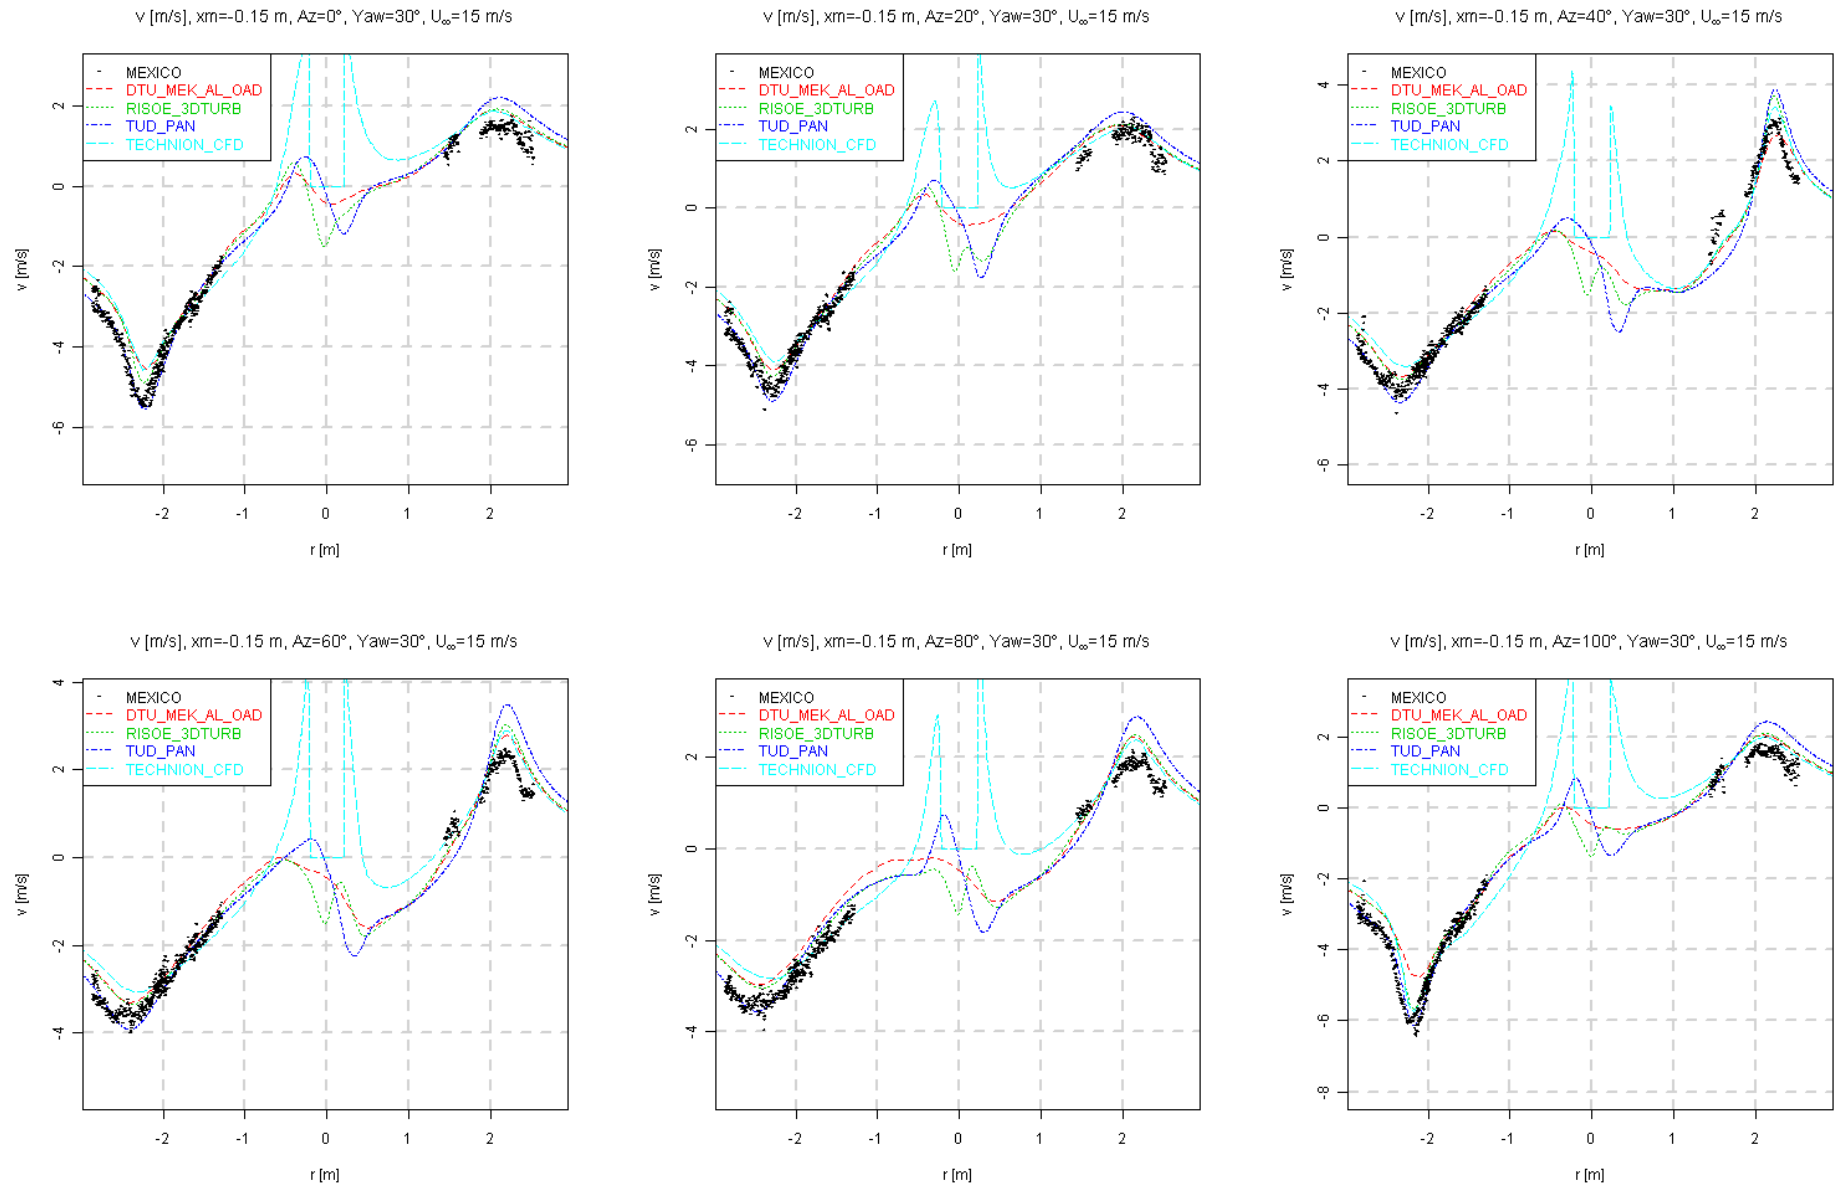 v [m/s], xm=-0.15 m, Az=0°, Yaw=30°, U∞=15 m/s
MEXICO
DTU_MEK_AL_OAD
RISOE_3DTURB
TUD_PAN
TECHNION_CFD
2
0
-2
-4
-6
v [m/s]
-2 -1 0 1 2
r [m]
v [m/s], xm=-0.15 m, Az=20°, Yaw=30°, U∞=15 m/s
MEXICO
DTU_MEK_AL_OAD
RISOE_3DTURB
TUD_PAN
TECHNION_CFD
2
0
-2
-4
-6
v [m/s]
-2 -1 0 1 2
r [m]
v [m/s], xm=-0.15 m, Az=40°, Yaw=30°, U∞=15 m/s
MEXICO
DTU_MEK_AL_OAD
RISOE_3DTURB
TUD_PAN
TECHNION_CFD
4
2
0
-2
-4
-6
v [m/s]
-2 -1 0 1 2
r [m]
v [m/s], xm=-0.15 m, Az=60°, Yaw=30°, U∞=15 m/s
MEXICO
DTU_MEK_AL_OAD
RISOE_3DTURB
TUD_PAN
TECHNION_CFD
4
2
0
-2
-4
v [m/s]
-2 -1 0 1 2
r [m]
v [m/s], xm=-0.15 m, Az=80°, Yaw=30°, U∞=15 m/s
MEXICO
DTU_MEK_AL_OAD
RISOE_3DTURB
TUD_PAN
TECHNION_CFD
2
0
-2
-4
v [m/s]
-2 -1 0 1 2
r [m]
v [m/s], xm=-0.15 m, Az=100°, Yaw=30°, U∞=15 m/s
MEXICO
DTU_MEK_AL_OAD
RISOE_3DTURB
TUD_PAN
TECHNION_CFD
2
0
-2
-4
-6
-8
v [m/s]
-2 -1 0 1 2
r [m]